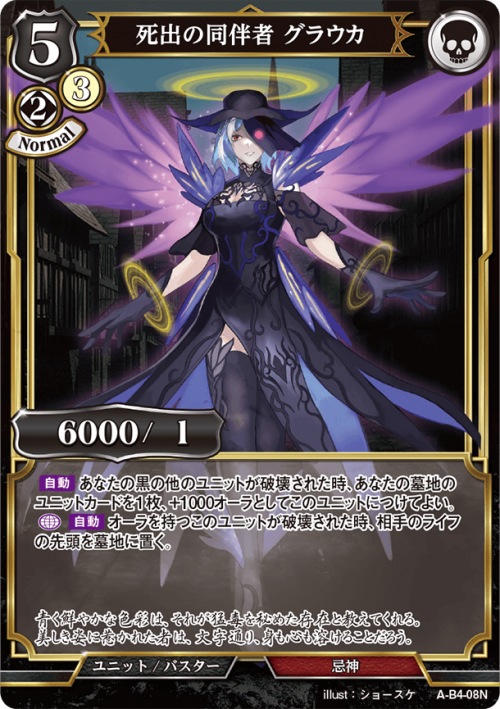 5
死出の同伴者 グラウカ
2
3
Normal
6000/ 1
自動 あなたの黒の他のユニットが破壊された時、あなたの墓地の
ユニットカードを1枚、+1000オーラとしてこのユニットにつけてよい。
自動 オーラを持つこのユニットが破壊された時、相手のライフ
の先頭を墓地に置く。
青く鮮やかな色彩は、それが猛毒を秘めた存在と教えてくれる。
美しき姿に惹かれた者は、文字通り、身も心も溶けることだろう。
ユニット / バスター
忌神
illust : ショースケ A-B4-08N